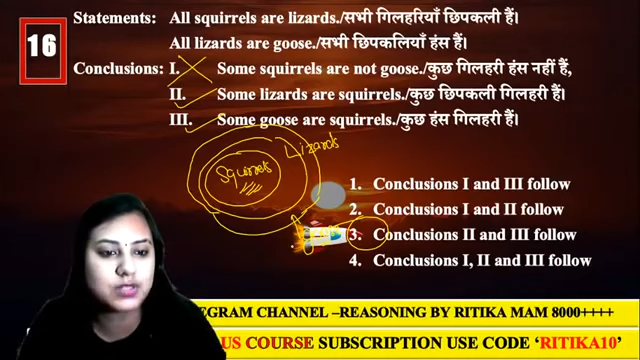 16
Statements: All squirrels are lizards./सभी गिलहरियाँ छिपकली हैं।
All lizards are goose./सभी छिपकलियाँ हंस हैं।
Conclusions: I. Some squirrels are not goose./कुछ गिलहरी हंस नहीं हैं,
II. Some lizards are squirrels./कुछ छिपकली गिलहरी हैं।
III. Some goose are squirrels./कुछ हंस गिलहरी हैं।
Lizards
Squirrels
1. Conclusions I and III follow
2. Conclusions I and II follow
3. Conclusions II and III follow
4. Conclusions I, II and III follow
EGRAM CHANNEL –REASONING BY RITIKA MAM 8000++++
US COURSE SUBSCRIPTION USE CODE ‘RITIKA10’